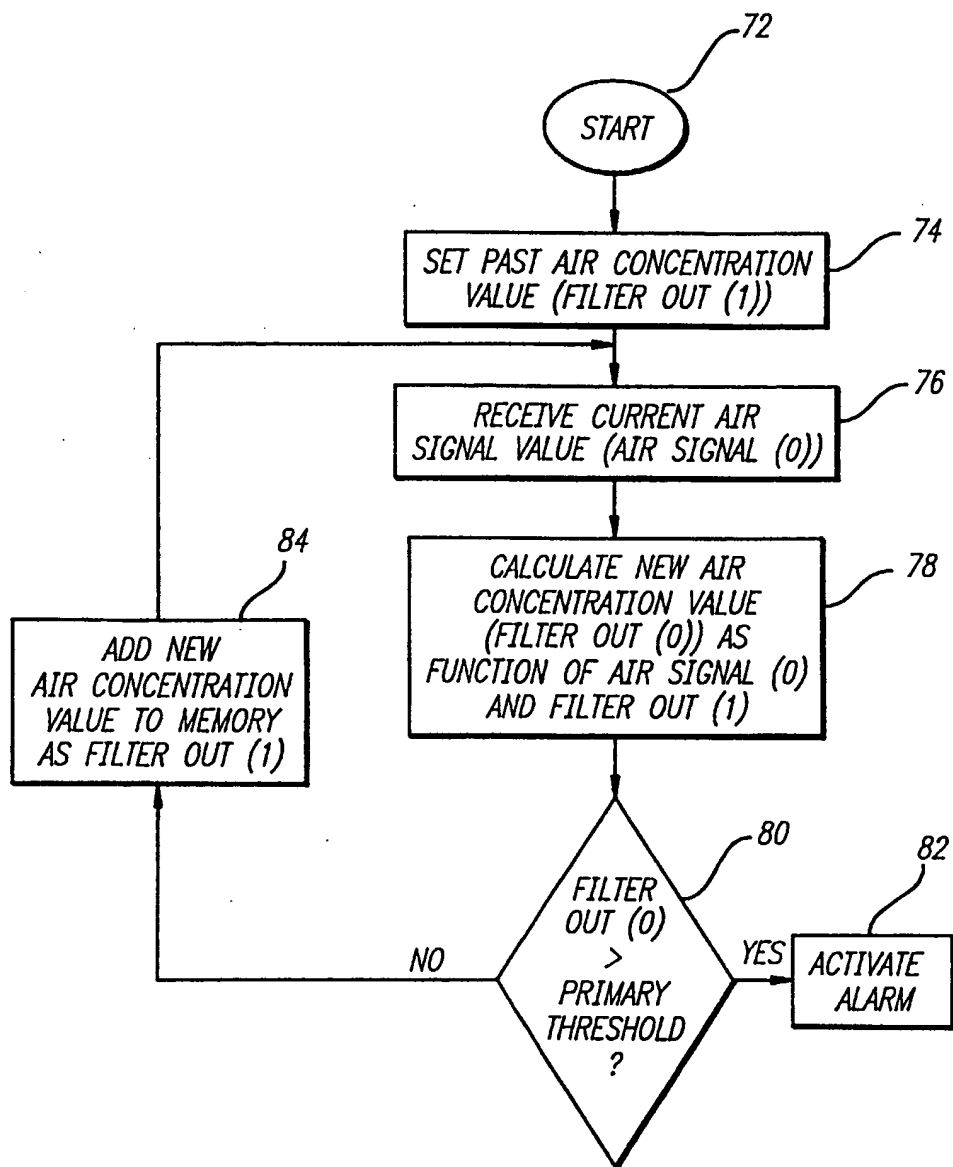 72
START
74
SET PAST AIR CONCENTRATION
VALUE (FILTER OUT (1))
76
RECEIVE CURRENT AIR
SIGNAL VALUE (AIR SIGNAL (0))
84
ADD NEW
AIR CONCENTRATION
VALUE TO MEMORY
AS FILTER OUT (1)
78
CALCULATE NEW AIR
CONCENTRATION VALUE
(FILTER OUT (0)) AS
FUNCTION OF AIR SIGNAL (0)
AND FILTER OUT (1)
80
FILTER
OUT (0)
>
PRIMARY
THRESHOLD
?
NO
YES
82
ACTIVATE
ALARM